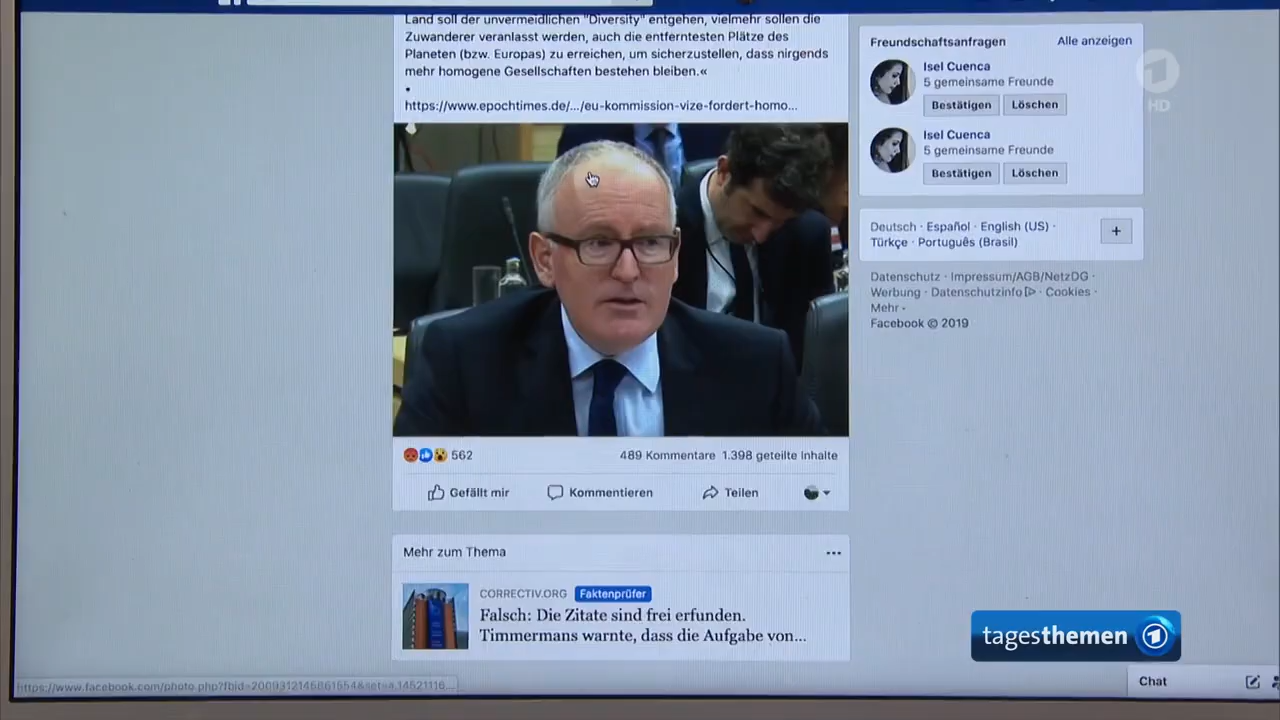 Land soll der unvermeidlichen "Diversity" entgehen, vielmehr sollen die
Zuwanderer veranlasst werden, auch die entferntesten Plätze des
Planeten (bzw. Europas) zu erreichen, um sicherzustellen, dass nirgends
mehr homogene Gesellschaften bestehen bleiben.«
•
https://www.epochtimes.de/.../eu-kommission-vize-fordert-homo...
562
489 Kommentare 1.398 geteilte Inhalte
Gefällt mir Kommentieren Teilen
Mehr zum Thema
CORRECTIV.ORG Faktenprüfer
Falsch: Die Zitate sind frei erfunden.
Timmermans warnte, dass die Aufgabe von...
Freundschaftsanfragen Alle anzeigen
Isel Cuenca
5 gemeinsame Freunde
Bestätigen Löschen
Isel Cuenca
5 gemeinsame Freunde
Bestätigen Löschen
Deutsch · Español · English (US) ·
Türkçe · Português (Brasil)
+
Datenschutz · Impressum/AGB/NetzDG ·
Werbung · Datenschutzinfo · Cookies ·
Mehr
Facebook © 2019
1
HD
tagesthemen 1
Chat